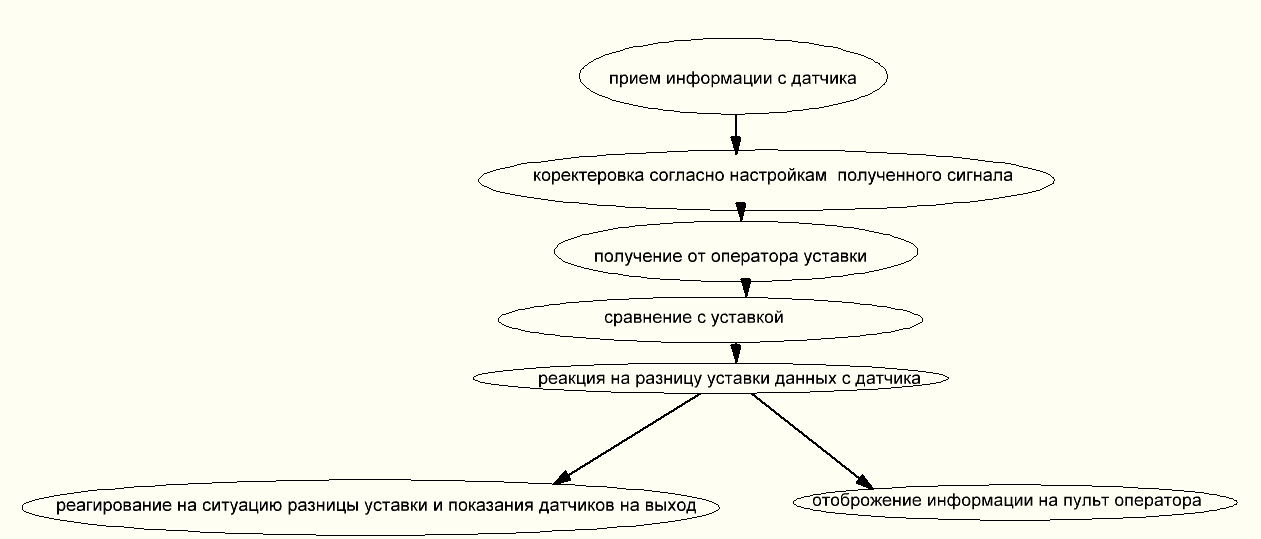 прием информации с датчика
коректеровка согласно настройкам полученного сигнала
получение от оператора уставки
сравнение с уставкой
реакция на разницу уставки данных с датчика
реагирование на ситуацию разницы уставки и показания датчиков на выход
отоброжение информации на пульт оператора